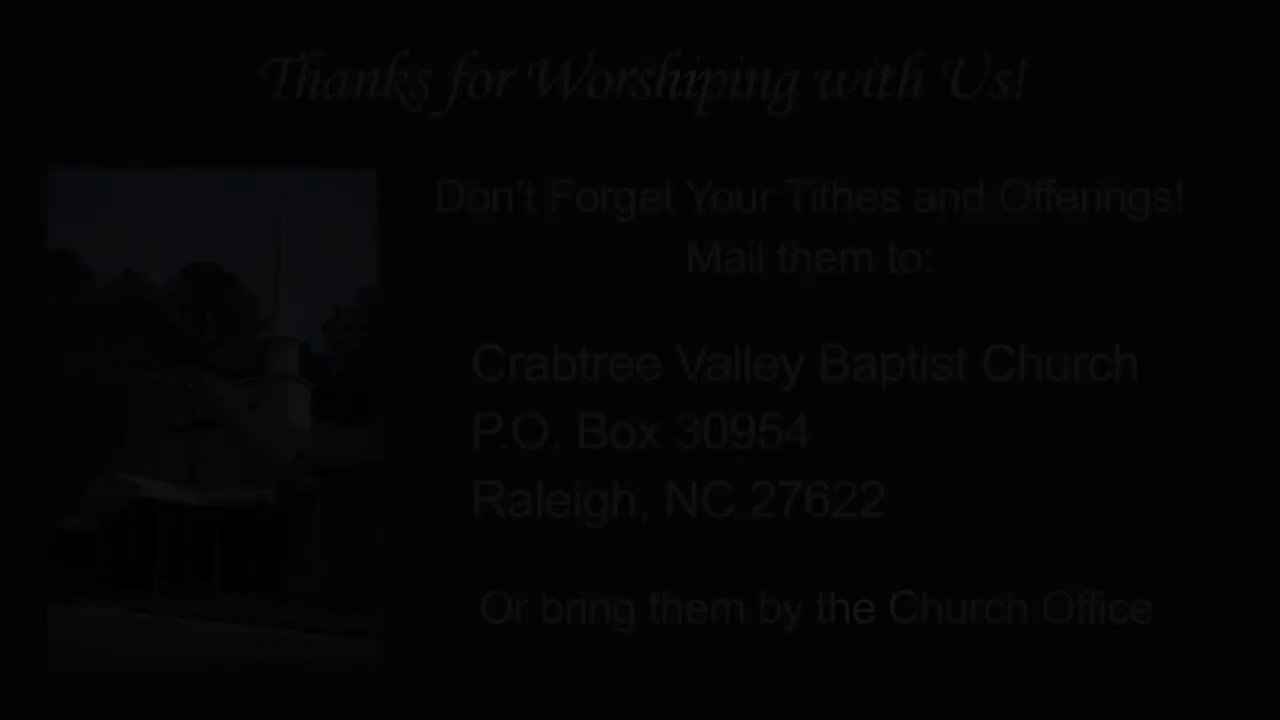 Thanks for Worshiping with Us!
Don't Forget Your Tithes and Offerings!
Mail them to:
Crabtree Valley Baptist Church
P.O. Box 30954
Raleigh, NC 27622
Or bring them by the Church Office